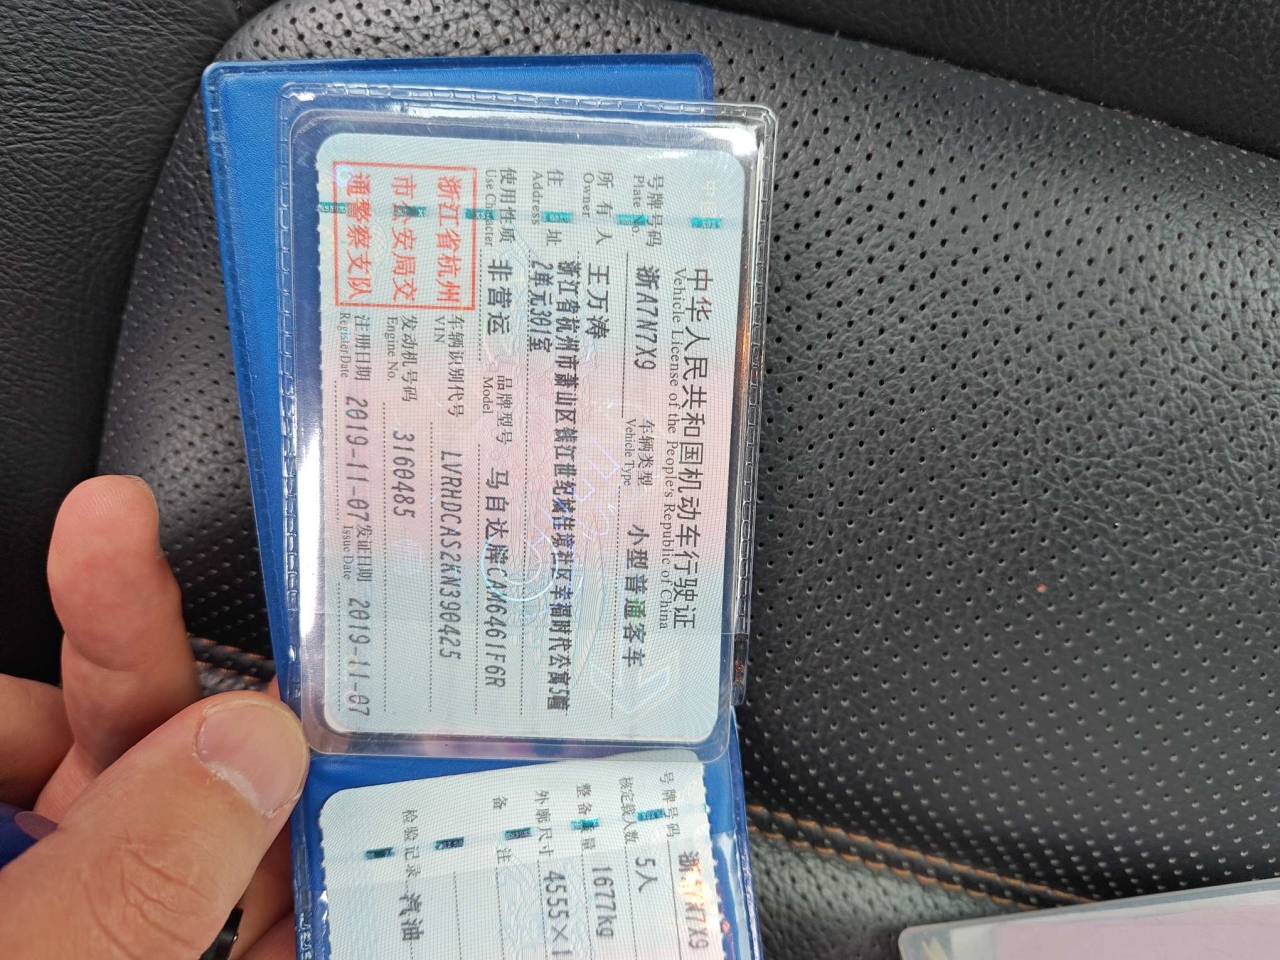 中华人民共和国机动车行驶证
Vehicle License of the People's Republic of China
号牌号码 浙A7N7X9 车辆类型 小型普通客车
Plate No. Vehicle Type
所有人 王万涛
Owner
住址 浙江省杭州市萧山区钱江世纪城佳境社区幸福时代公寓5幢
Address 2单元301室
使用性质 非营运 品牌型号 马自达牌CAM6461F6R
Use Character Model
浙江省杭州
市公安局交
通警察支队
车辆识别代号 LVRHDCAS2KN390425
VIN
发动机号码 3160485
Engine No.
注册日期 2019-11-07 发证日期 2019-11-07
Register Date Issue Date
号牌号码 浙A7N7X9
核定载人数 5人
整备质量 1677kg
外廓尺寸 4555×1
备注
检验记录 汽油